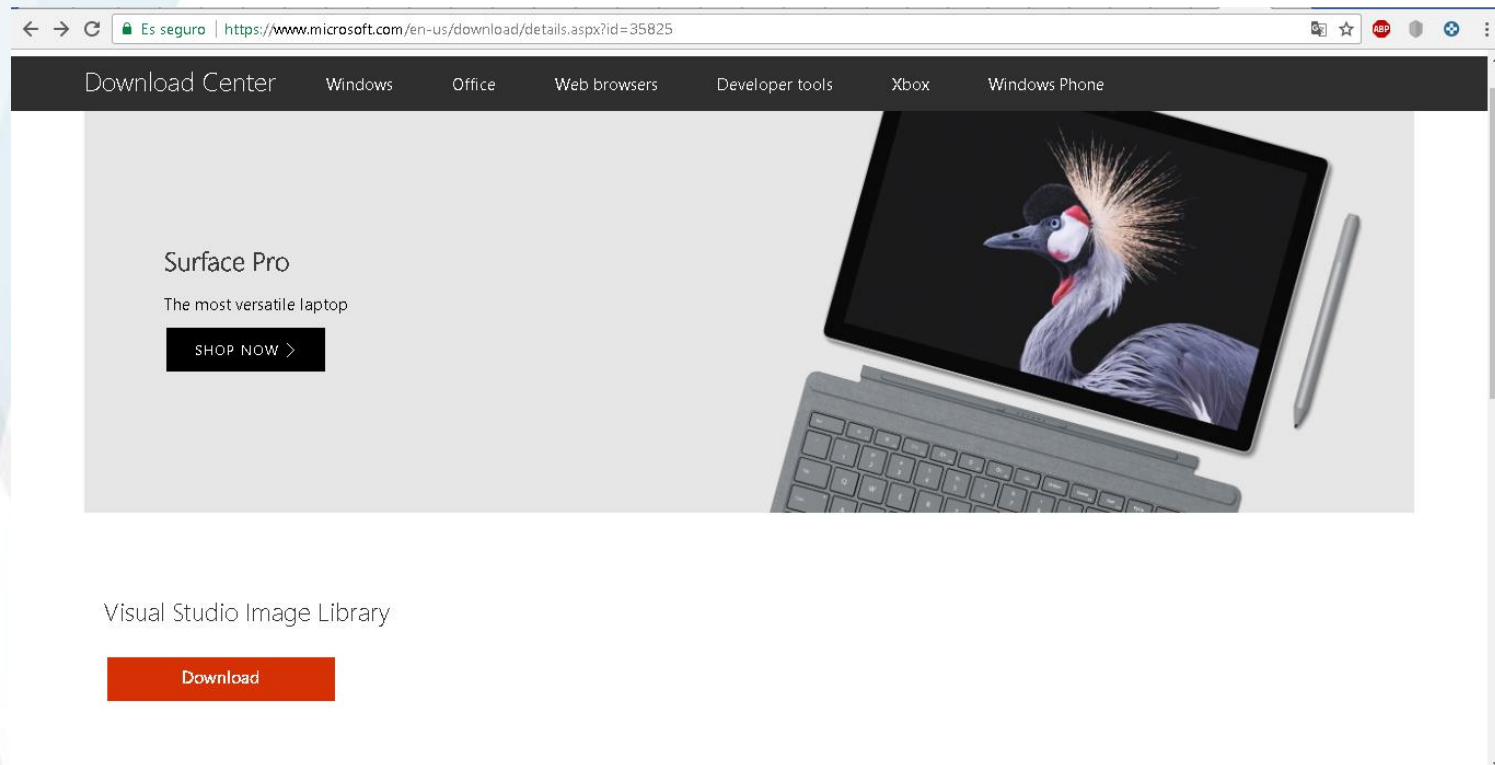 Es seguro | https://www.microsoft.com/en-us/download/details.aspx?id=35825
ABP
Download Center Windows Office Web browsers Developer tools Xbox Windows Phone
Surface Pro
The most versatile laptop
SHOP NOW >
Visual Studio Image Library
Download